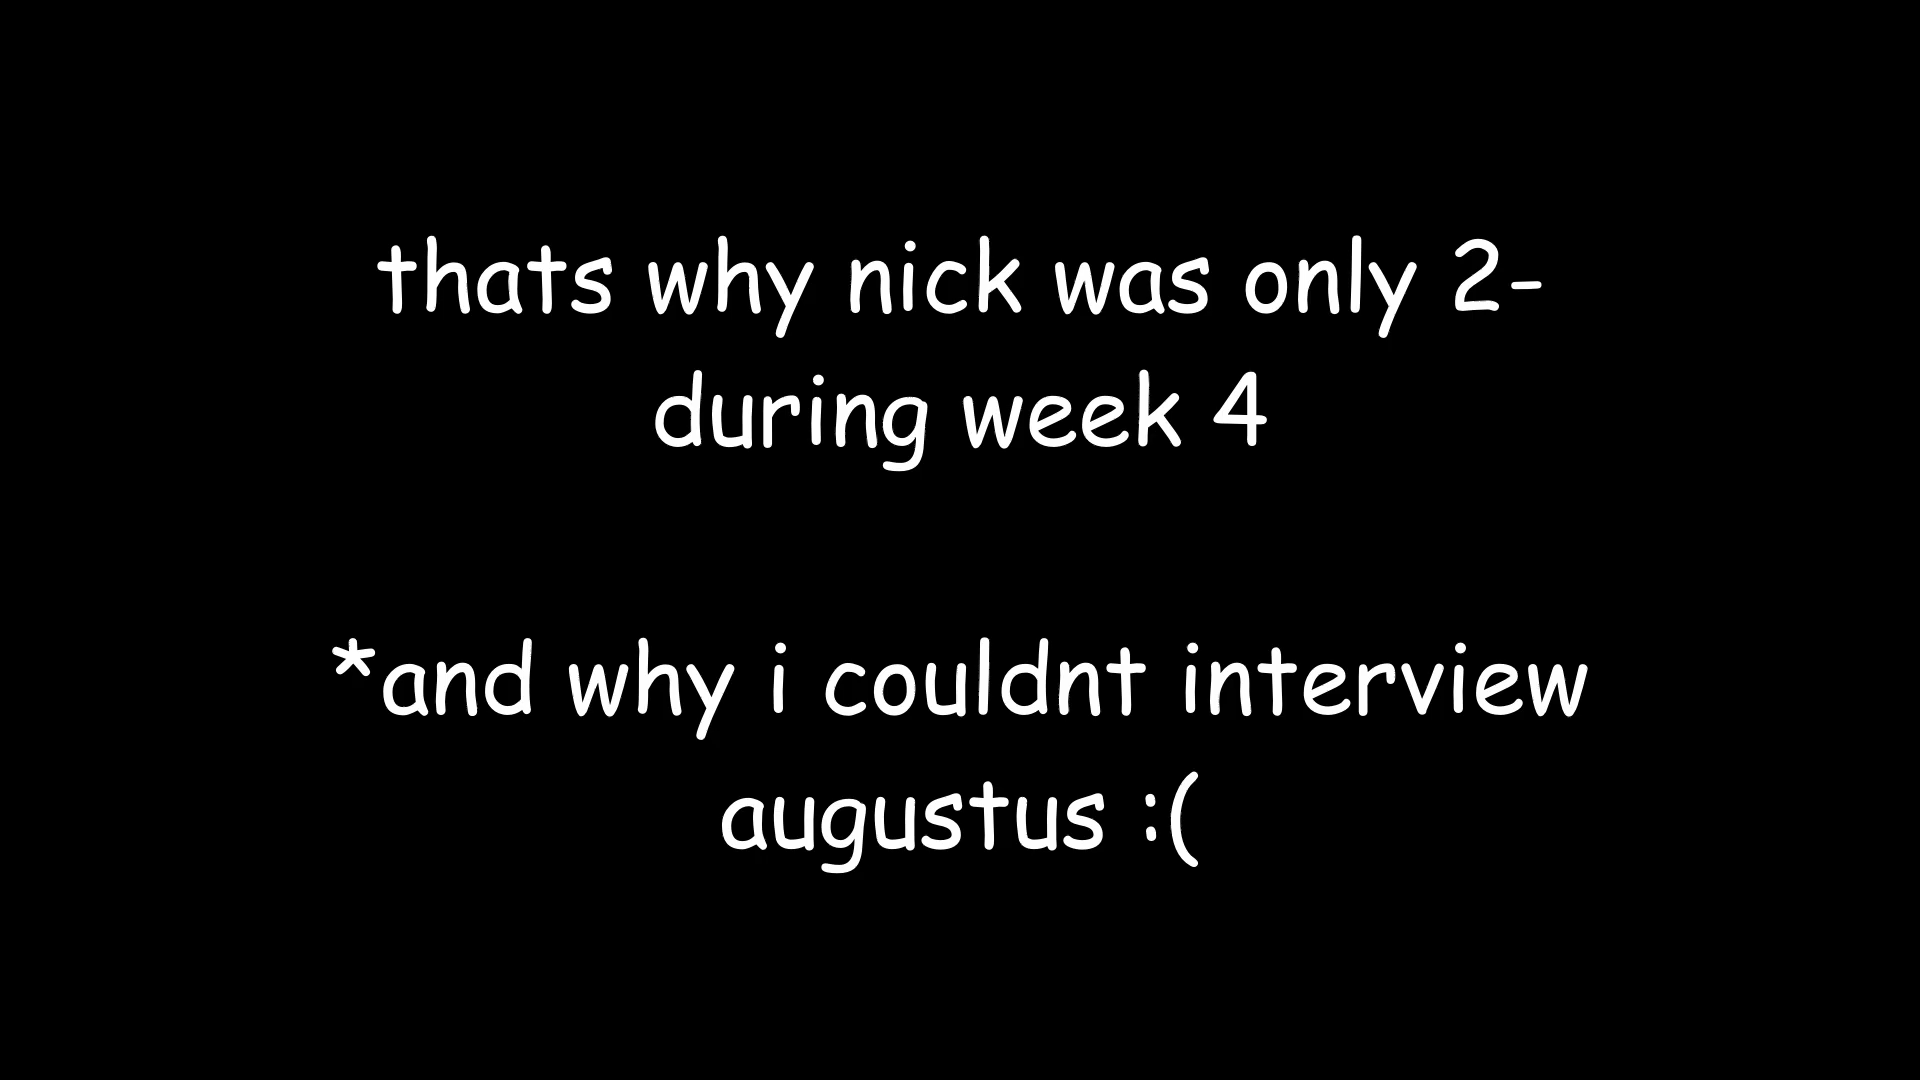 thats why nick was only 2-
during week 4
*and why i couldnt interview
augustus :(